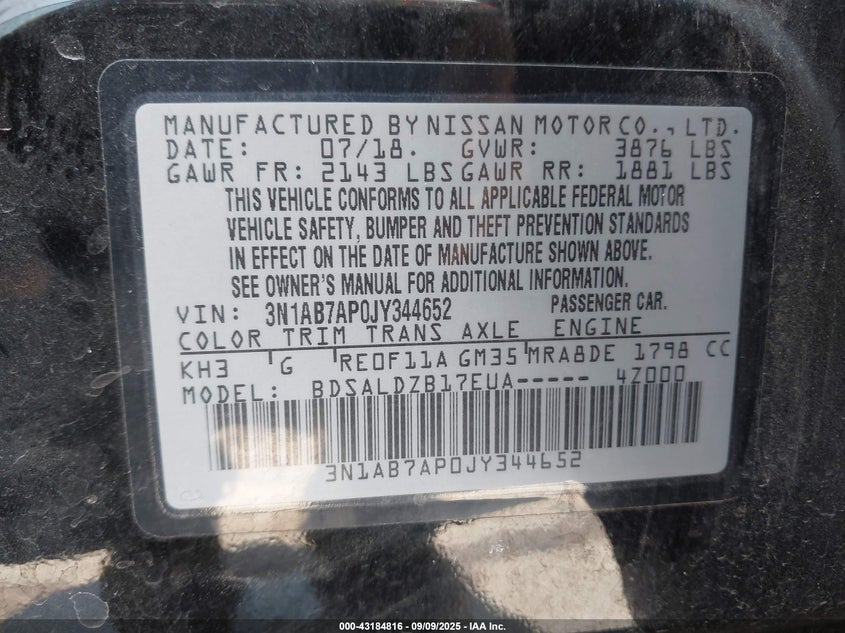 MANUFACTURED BY NISSAN MOTOR CO., LTD.
DATE: 07/18. GVWR: 3876 LBS
GAWR FR: 2143 LBS GAWR RR: 1881 LBS
THIS VEHICLE CONFORMS TO ALL APPLICABLE FEDERAL MOTOR
VEHICLE SAFETY, BUMPER AND THEFT PREVENTION STANDARDS
IN EFFECT ON THE DATE OF MANUFACTURE SHOWN ABOVE.
SEE OWNER'S MANUAL FOR ADDITIONAL INFORMATION.
VIN: 3N1AB7AP0JY344652 PASSENGER CAR.
COLOR TRIM TRANS AXLE ENGINE
KH3 G RE0F11A GM35 MRA8DE 1798 CC
MODEL: BDSALDZB17EUA----- 4Z000
3N1AB7AP0JY344652
000-43184816 - 09/09/2025 - IAA Inc.